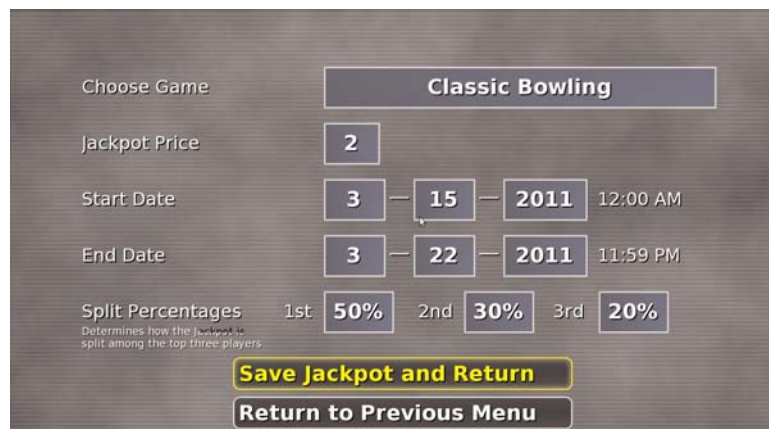 Choose Game Classic Bowling
Jackpot Price 2
Start Date 3 — 15 — 2011 12:00 AM
End Date 3 — 22 — 2011 11:59 PM
Split Percentages 1st 50% 2nd 30% 3rd 20%
Determines how the Jackpot is
split among the top three players
Save Jackpot and Return
Return to Previous Menu